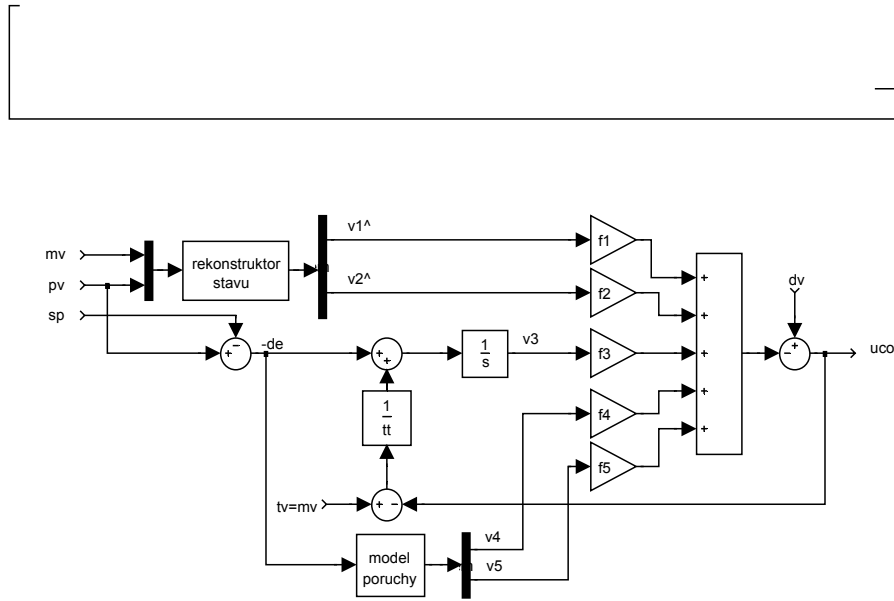 v1^
mv
rekonstruktor
stavu
f1
pv
v2^
f2
dv
sp
+
+
+
+
+
-de
+
−
+
+
1
s
v3
f3
−
+
uco
1
tt
f4
f5
tv=mv
+
−
v4
model
poruchy
v5